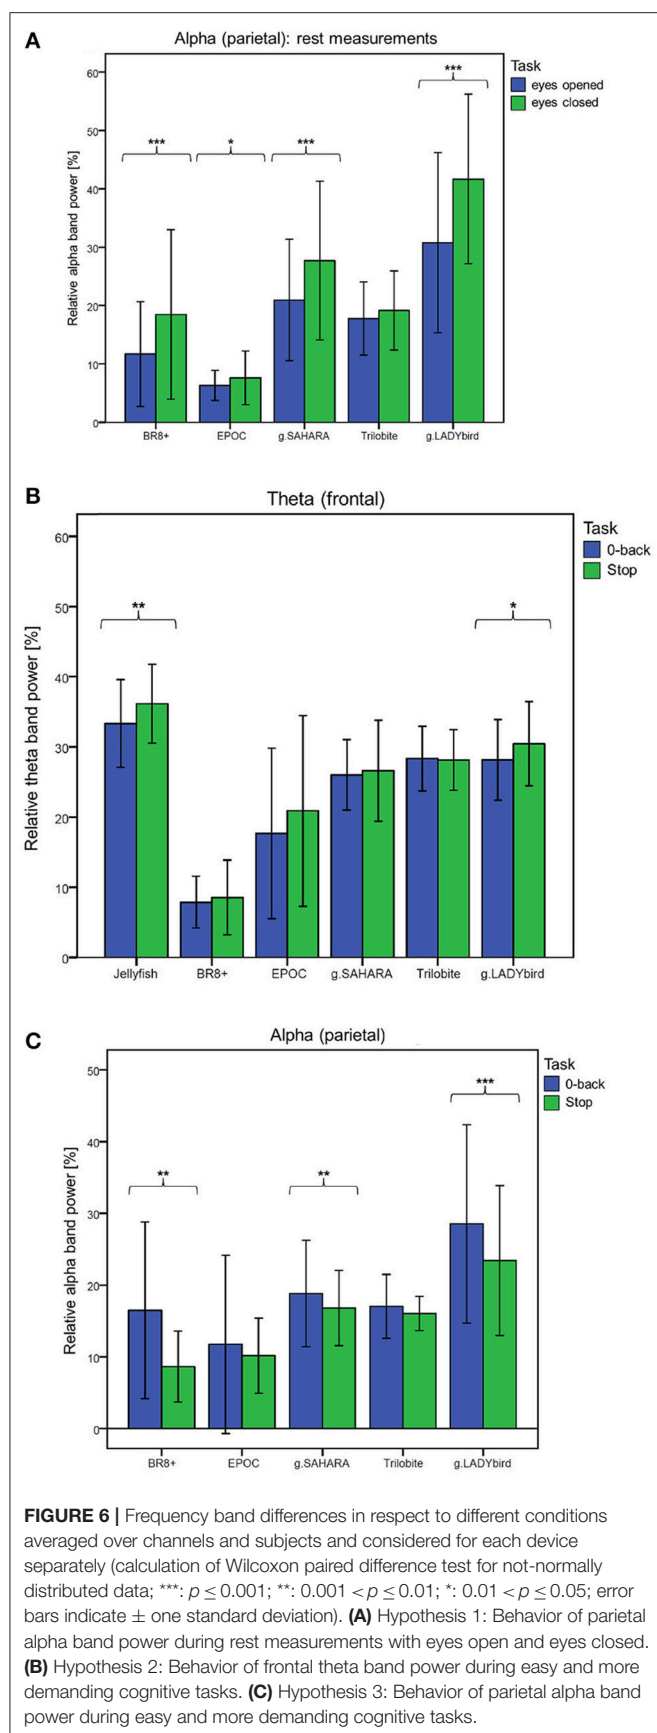 A
Alpha (parietal): rest measurements
Task
eyes opened
eyes closed
Relative alpha band power [%]
60
50
40
30
20
10
0
***
*
***
***
BR8+ EPOC g.SAHARA Trilobite g.LADYbird
B
Theta (frontal)
Task
0-back
Stop
Relative theta band power [%]
60
50
40
30
20
10
0
**
*
Jellyfish BR8+ EPOC g.SAHARA Trilobite g.LADYbird
C
Alpha (parietal)
Task
0-back
Stop
Relative alpha band power [%]
50
40
30
20
10
0
**
**
***
BR8+ EPOC g.SAHARA Trilobite g.LADYbird
FIGURE 6 | Frequency band differences in respect to different conditions
averaged over channels and subjects and considered for each device
separately (calculation of Wilcoxon paired difference test for not-normally
distributed data; ***: p ≤ 0.001; **: 0.001 < p ≤ 0.01; *: 0.01 < p ≤ 0.05; error
bars indicate ± one standard deviation). (A) Hypothesis 1: Behavior of parietal
alpha band power during rest measurements with eyes open and eyes closed.
(B) Hypothesis 2: Behavior of frontal theta band power during easy and more
demanding cognitive tasks. (C) Hypothesis 3: Behavior of parietal alpha band
power during easy and more demanding cognitive tasks.